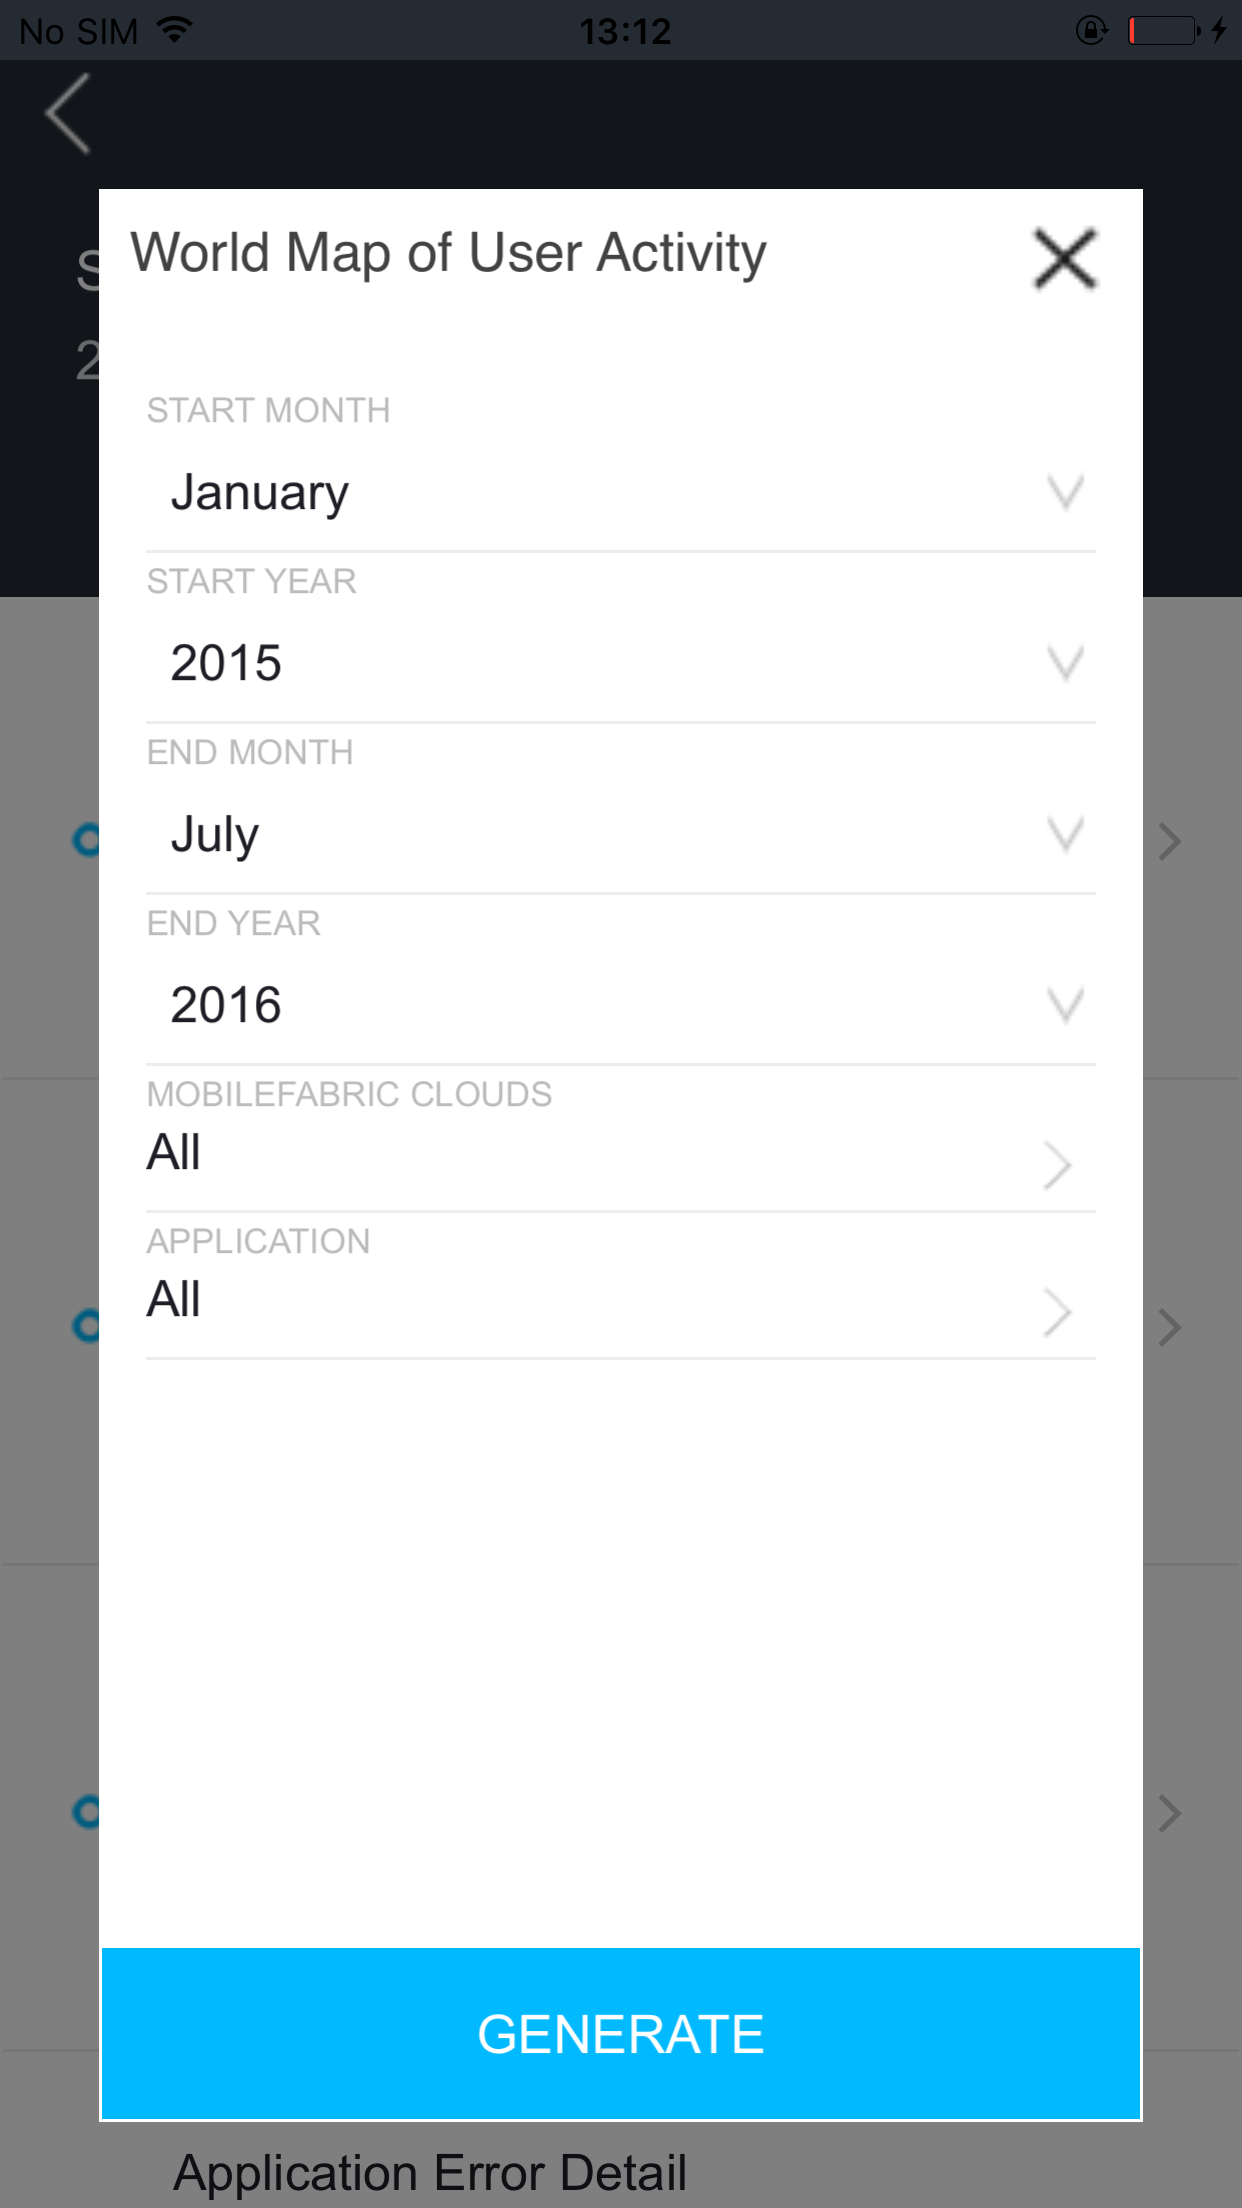 No SIM 13:12
World Map of User Activity
START MONTH
January
START YEAR
2015
END MONTH
July
END YEAR
2016
MOBILEFABRIC CLOUDS
All
APPLICATION
All
GENERATE
Application Error Detail